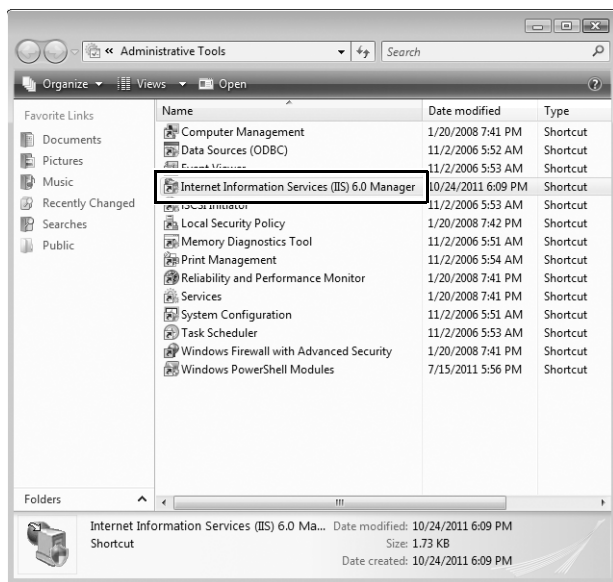 « Administrative Tools
Search
Organize Views Open
Favorite Links
Documents
Pictures
Music
Recently Changed
Searches
Public
Folders
Name Date modified Type
Computer Management 1/20/2008 7:41 PM Shortcut
Data Sources (ODBC) 11/2/2006 5:52 AM Shortcut
Event Viewer 11/2/2006 5:53 AM Shortcut
Internet Information Services (IIS) 6.0 Manager 10/24/2011 6:09 PM Shortcut
iSCSI Initiator 11/2/2006 5:53 AM Shortcut
Local Security Policy 1/20/2008 7:42 PM Shortcut
Memory Diagnostics Tool 11/2/2006 5:51 AM Shortcut
Print Management 11/2/2006 5:54 AM Shortcut
Reliability and Performance Monitor 1/20/2008 7:41 PM Shortcut
Services 1/20/2008 7:41 PM Shortcut
System Configuration 11/2/2006 5:51 AM Shortcut
Task Scheduler 11/2/2006 5:53 AM Shortcut
Windows Firewall with Advanced Security 1/20/2008 7:41 PM Shortcut
Windows PowerShell Modules 7/15/2011 5:56 PM Shortcut
Internet Information Services (IIS) 6.0 Ma... Date modified: 10/24/2011 6:09 PM
Shortcut Size: 1.73 KB
Date created: 10/24/2011 6:09 PM